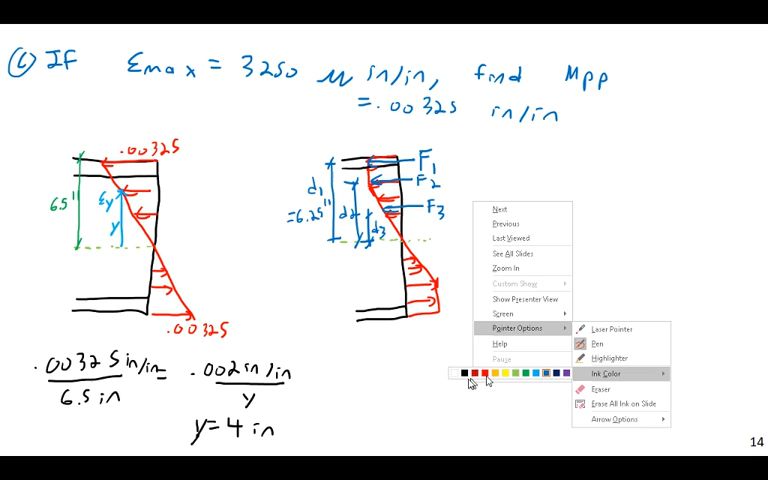 (c) IF εmax = 3250 μ in/in, find Mpp
= .00325 in/in
.00325
65"
εy
y
.00325
F1
F2
F3
d1
= 6.25"
d2
d3
.00325 in/in / 6.5 in = .002 in/in / y
y = 4 in
Next
Previous
Last Viewed
See All Slides
Zoom In
Custom Show
Show Presenter View
Screen
Pointer Options
Help
Pause
Laser Pointer
Pen
Highlighter
Ink Color
Eraser
Erase All Ink on Slide
Arrow Options
14